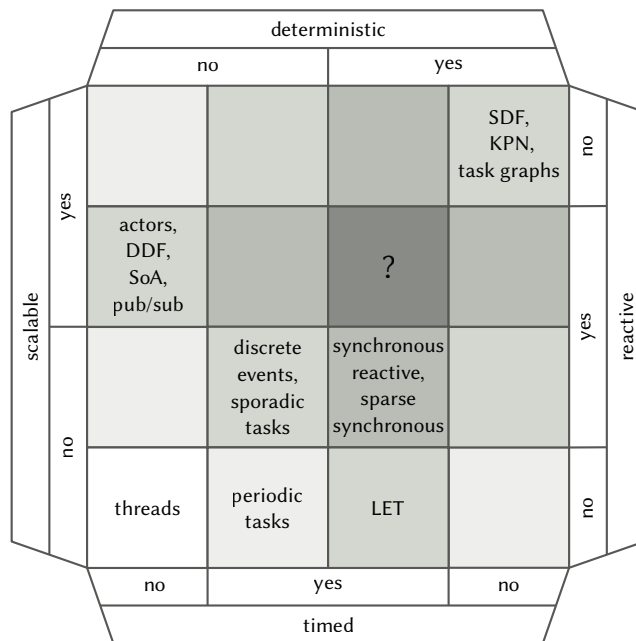 deterministic
no
yes
SDF,
KPN,
task graphs
no
yes
actors,
DDF,
SoA,
pub/sub
?
scalable
yes
reactive
discrete
events,
sporadic
tasks
synchronous
reactive,
sparse
synchronous
no
threads
periodic
tasks
LET
no
no
yes
no
timed